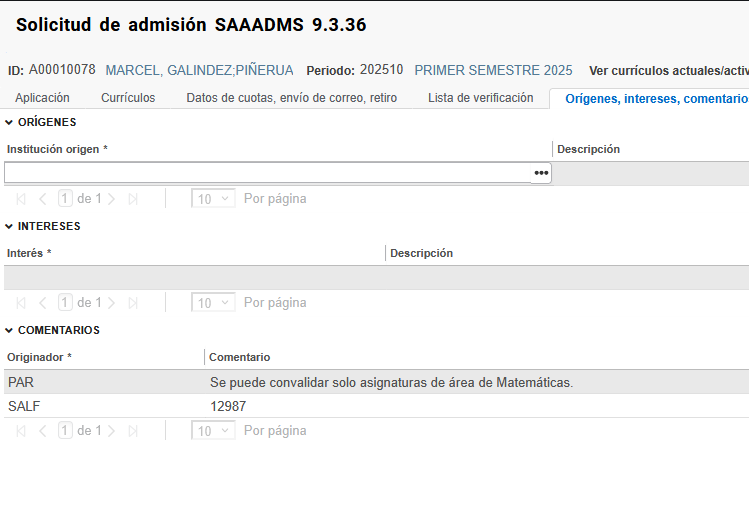 Solicitud de admisión SAAADMS 9.3.36
ID: A00010078 MARCEL, GALINDEZ;PIÑERUA Periodo: 202510 PRIMER SEMESTRE 2025 Ver currículos actuales/activ
Aplicación Currículos Datos de cuotas, envío de correo, retiro Lista de verificación Orígenes, intereses, comentario
ORÍGENES
Institución origen * Descripción
•••
1 de 1 10 Por página
INTERESES
Interés * Descripción
1 de 1 10 Por página
COMENTARIOS
Originador * Comentario
PAR Se puede convalidar solo asignaturas de área de Matemáticas.
SALF 12987
1 de 1 10 Por página